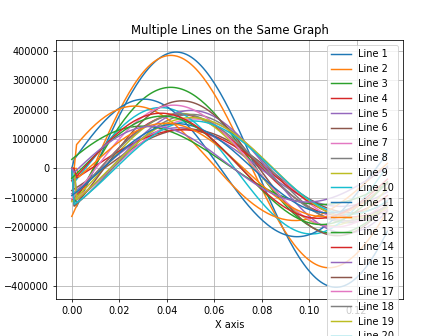 Multiple Lines on the Same Graph
400000
300000
200000
100000
0
−100000
−200000
−300000
−400000
0.00
0.02
0.04
0.06
0.08
0.10
X axis
Line 1
Line 2
Line 3
Line 4
Line 5
Line 6
Line 7
Line 8
Line 9
Line 10
Line 11
Line 12
Line 13
Line 14
Line 15
Line 16
Line 17
Line 18
Line 19
Line 20